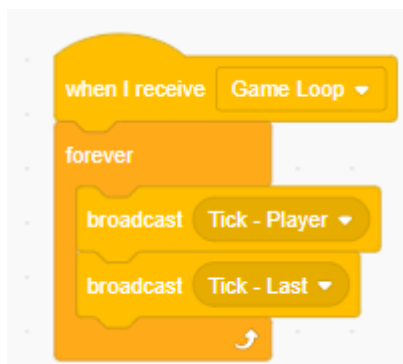 when I receive Game Loop
forever
broadcast Tick - Player
broadcast Tick - Last